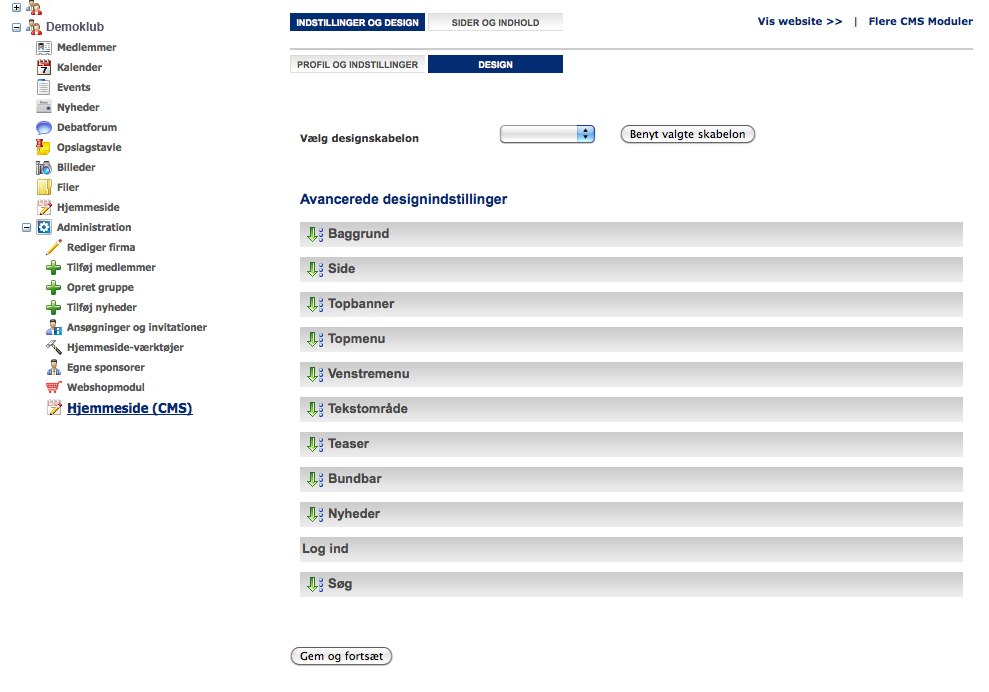 Demoklub
Medlemmer
Kalender
Events
Nyheder
Debatforum
Opslagstavle
Billeder
Filer
Hjemmeside
Administration
Rediger firma
Tilføj medlemmer
Opret gruppe
Tilføj nyheder
Ansøgninger og invitationer
Hjemmeside-værktøjer
Egne sponsorer
Webshopmodul
Hjemmeside (CMS)
INDSTILLINGER OG DESIGN SIDER OG INDHOLD
Vis website >> | Flere CMS Moduler
PROFIL OG INDSTILLINGER DESIGN
Vælg designskabelon Benyt valgte skabelon
Avancerede designindstillinger
Baggrund
Side
Topbanner
Topmenu
Venstremenu
Tekstområde
Teaser
Bundbar
Nyheder
Log ind
Søg
Gem og fortsæt